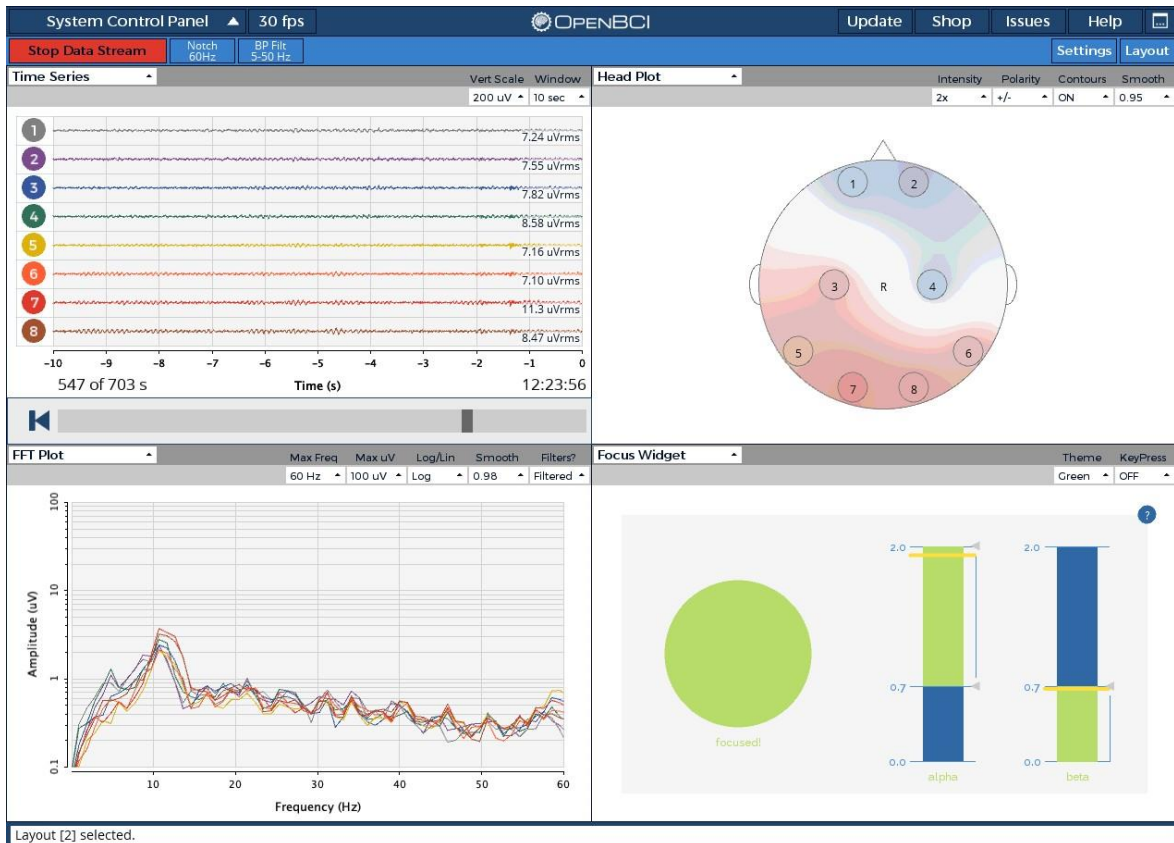 System Control Panel 30 fps OPENBCI Update Shop Issues Help
Stop Data Stream Notch 60Hz BP Filt 5-50 Hz Settings Layout
Time Series
Vert Scale Window
200 uV 10 sec
1 7.24 uVrms
2 7.55 uVrms
3 7.82 uVrms
4 8.58 uVrms
5 7.16 uVrms
6 7.10 uVrms
7 11.3 uVrms
8 8.47 uVrms
-10 -9 -8 -7 -6 -5 -4 -3 -2 -1 0
547 of 703 s Time (s) 12:23:56
Head Plot
Intensity Polarity Contours Smooth
2x +/- ON 0.95
1 2
3 R 4
5 6
7 8
FFT Plot
Max Freq Max uV Log/Lin Smooth Filters?
60 Hz 100 uV Log 0.98 Filtered
100
10
1
0.1
Amplitude (uV)
10 20 30 40 50 60
Frequency (Hz)
Focus Widget
Theme KeyPress
Green OFF
?
2.0 2.0
0.7 0.7
focused!
0.0 0.0
alpha beta
Layout [2] selected.